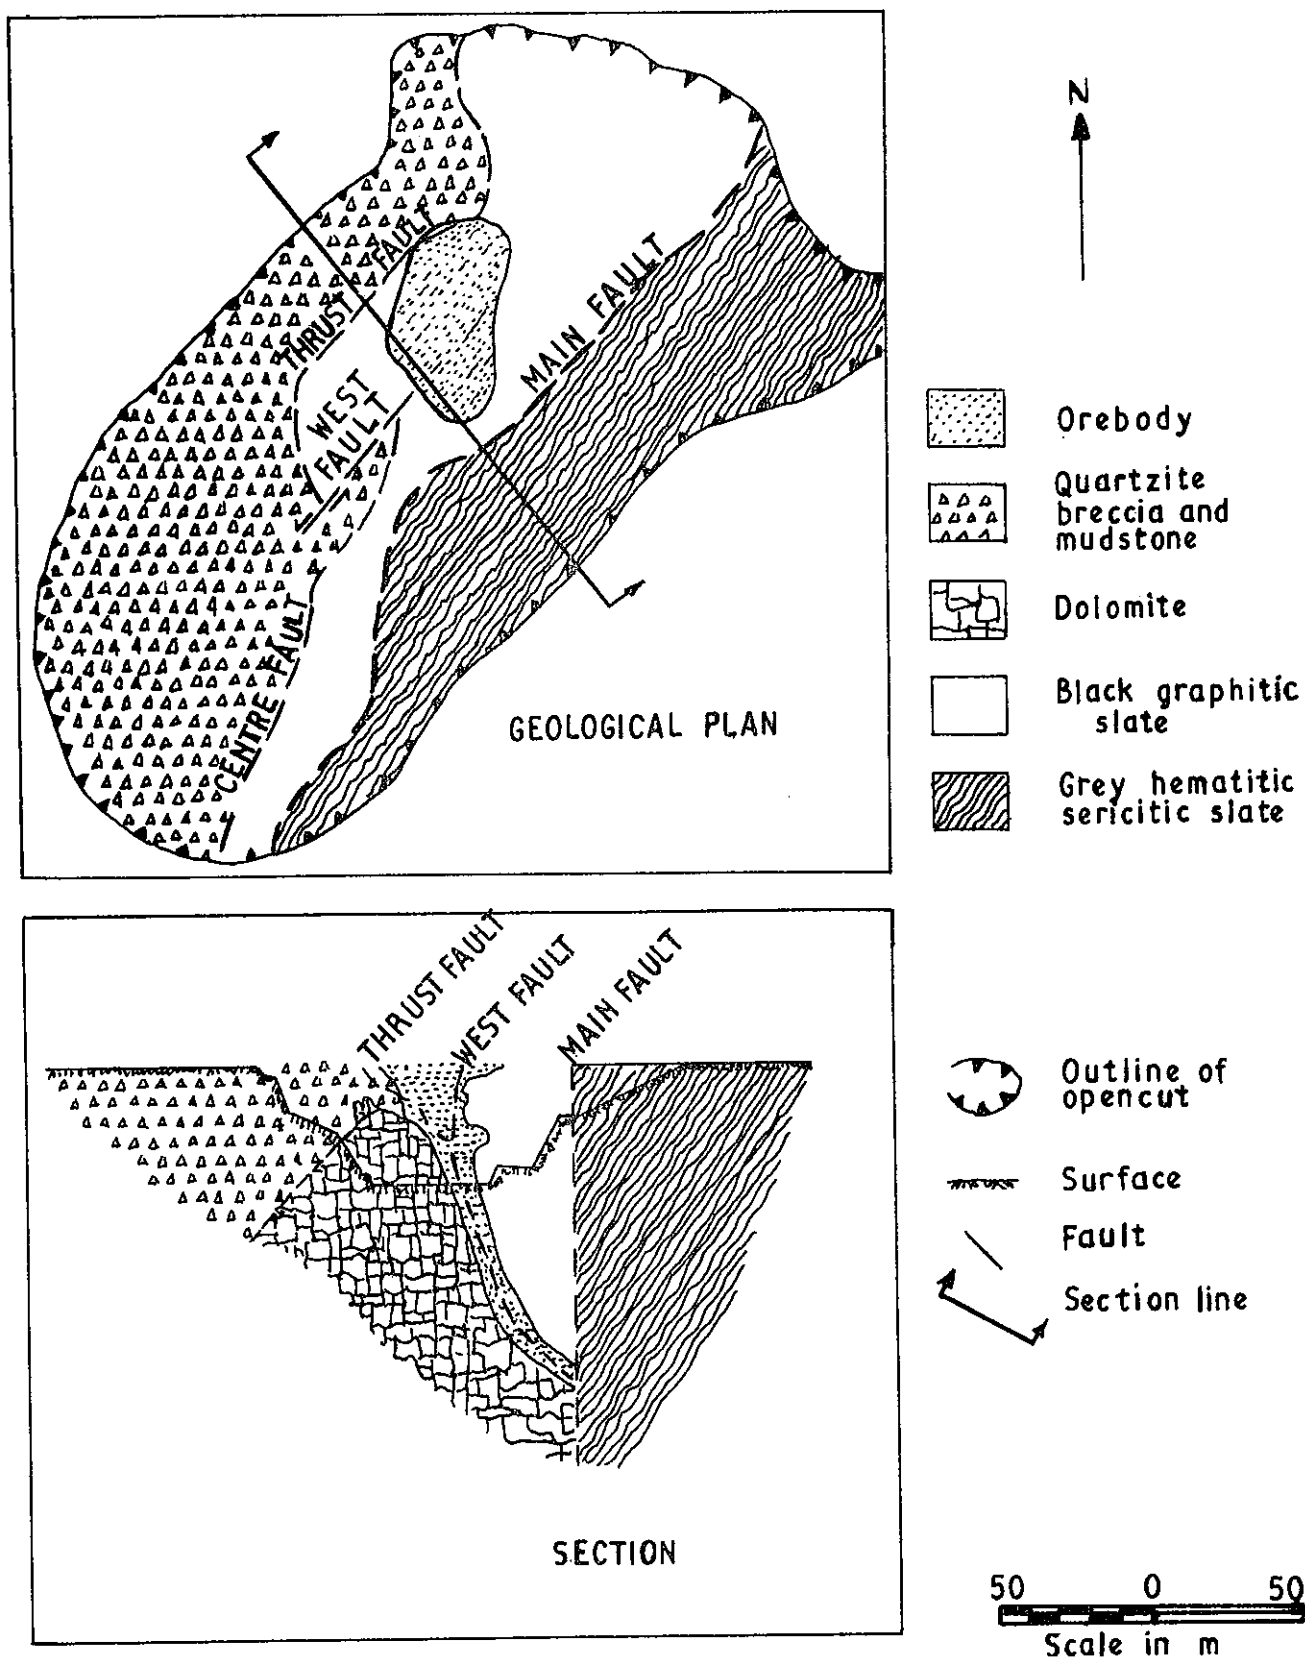 N
THRUST FAULT
WEST
FAULT
MAIN FAULT
CENTRE FAULT
GEOLOGICAL PLAN
Orebody
Quartzite
breccia and
mudstone
Dolomite
Black graphitic
slate
Grey hematitic
sericitic slate
THRUST FAULT
WEST FAULT
MAIN FAULT
SECTION
Outline of
opencut
Surface
Fault
Section line
50 0 50
Scale in m